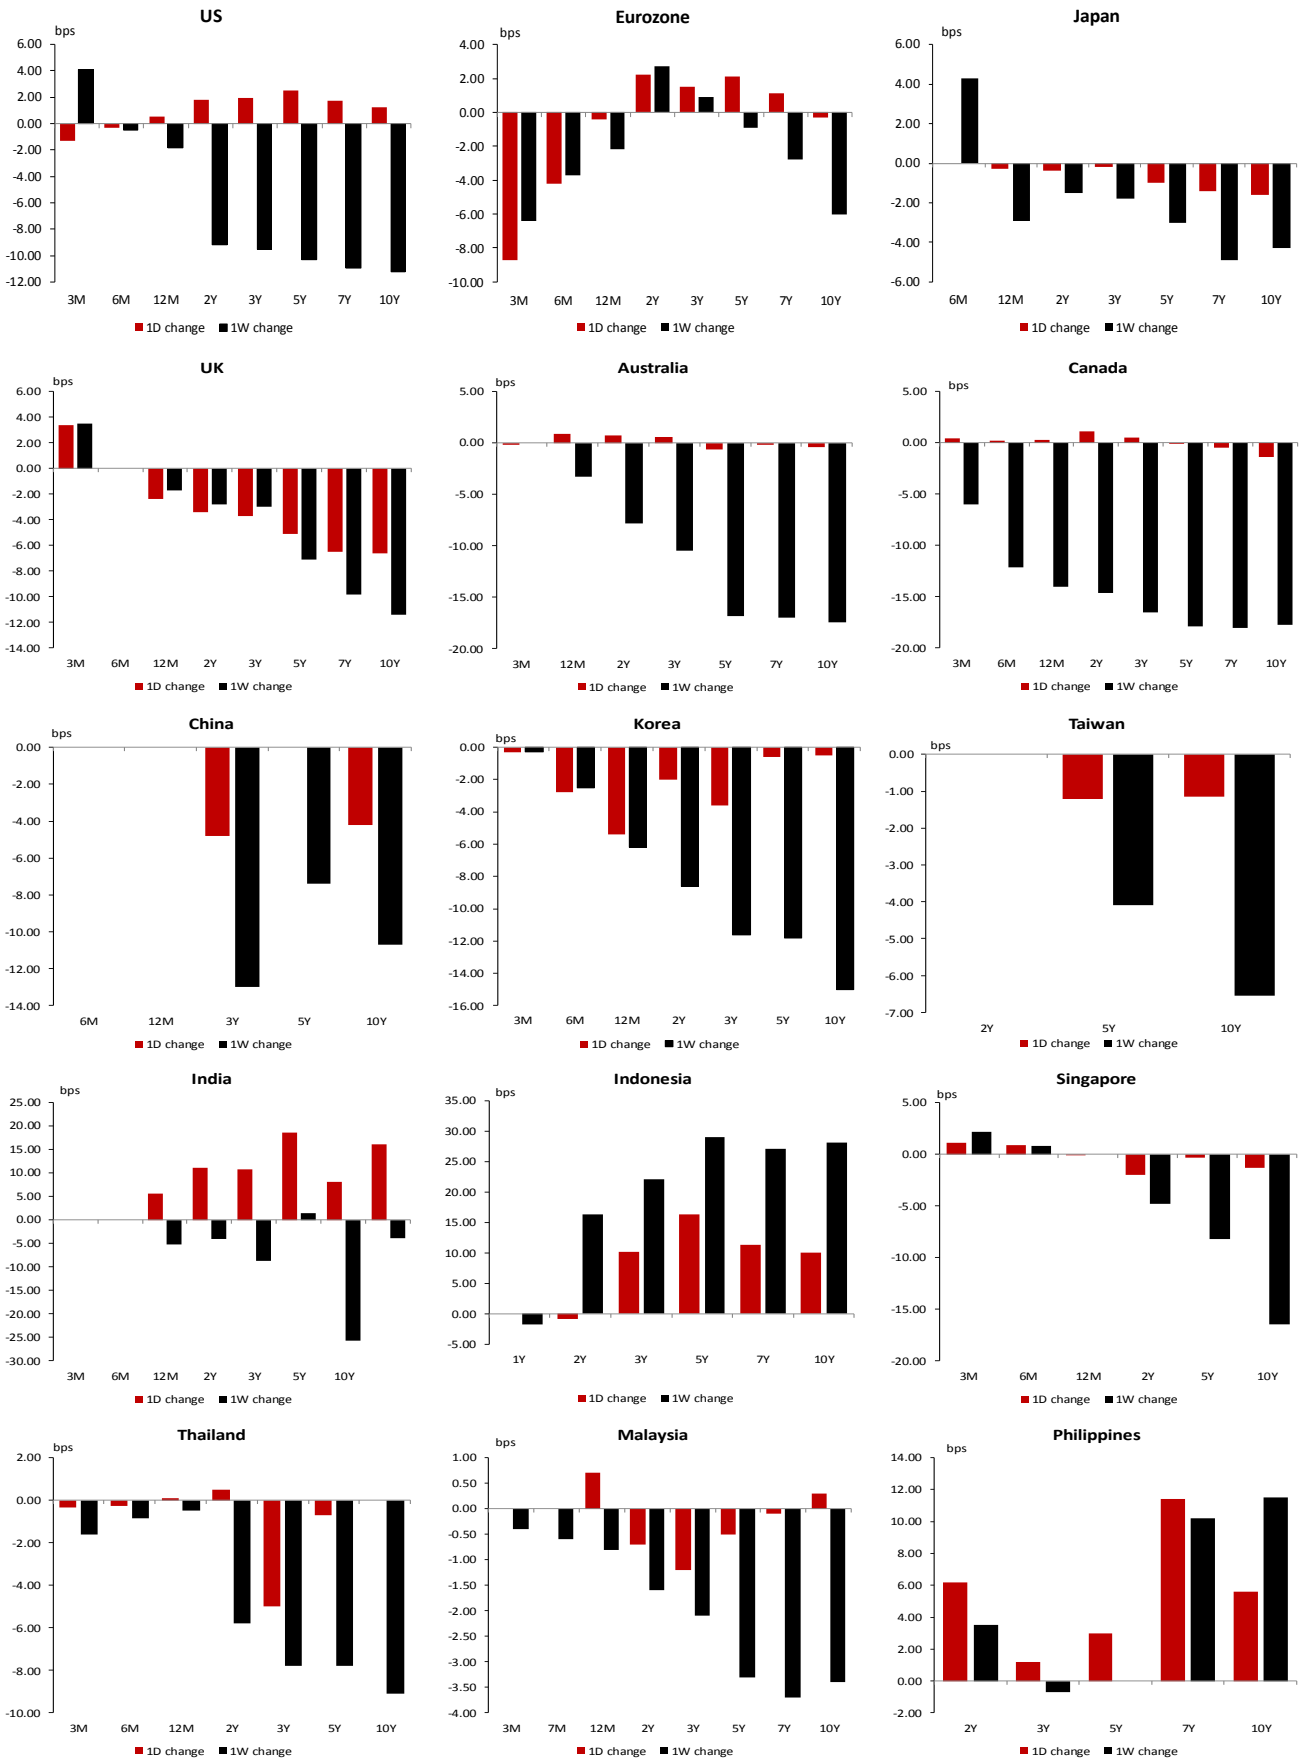 US
bps
6.00
4.00
2.00
0.00
-2.00
-4.00
-6.00
-8.00
-10.00
-12.00
3M 6M 12M 2Y 3Y 5Y 7Y 10Y
1D change 1W change
Eurozone
bps
4.00
2.00
0.00
-2.00
-4.00
-6.00
-8.00
-10.00
3M 6M 12M 2Y 3Y 5Y 7Y 10Y
1D change 1W change
Japan
bps
6.00
4.00
2.00
0.00
-2.00
-4.00
-6.00
6M 12M 2Y 3Y 5Y 7Y 10Y
1D change 1W change
UK
bps
6.00
4.00
2.00
0.00
-2.00
-4.00
-6.00
-8.00
-10.00
-12.00
-14.00
3M 6M 12M 2Y 3Y 5Y 7Y 10Y
1D change 1W change
Australia
bps
5.00
0.00
-5.00
-10.00
-15.00
-20.00
3M 12M 2Y 3Y 5Y 7Y 10Y
1D change 1W change
Canada
bps
5.00
0.00
-5.00
-10.00
-15.00
-20.00
3M 6M 12M 2Y 3Y 5Y 7Y 10Y
1D change 1W change
China
bps
0.00
-2.00
-4.00
-6.00
-8.00
-10.00
-12.00
-14.00
6M 12M 3Y 5Y 10Y
1D change 1W change
Korea
bps
0.00
-2.00
-4.00
-6.00
-8.00
-10.00
-12.00
-14.00
-16.00
3M 6M 12M 2Y 3Y 5Y 10Y
1D change 1W change
Taiwan
bps
0.00
-1.00
-2.00
-3.00
-4.00
-5.00
-6.00
-7.00
2Y 5Y 10Y
1D change 1W change
India
bps
25.00
20.00
15.00
10.00
5.00
0.00
-5.00
-10.00
-15.00
-20.00
-25.00
-30.00
3M 6M 12M 2Y 3Y 5Y 10Y
1D change 1W change
Indonesia
bps
35.00
30.00
25.00
20.00
15.00
10.00
5.00
0.00
-5.00
1Y 2Y 3Y 5Y 7Y 10Y
1D change 1W change
Singapore
bps
5.00
0.00
-5.00
-10.00
-15.00
-20.00
3M 6M 12M 2Y 5Y 10Y
1D change 1W change
Thailand
bps
2.00
0.00
-2.00
-4.00
-6.00
-8.00
-10.00
3M 6M 12M 2Y 3Y 5Y 10Y
1D change 1W change
Malaysia
bps
1.00
0.50
0.00
-0.50
-1.00
-1.50
-2.00
-2.50
-3.00
-3.50
-4.00
3M 7M 12M 2Y 3Y 5Y 7Y 10Y
1D change 1W change
Philippines
bps
14.00
12.00
10.00
8.00
6.00
4.00
2.00
0.00
-2.00
2Y 3Y 5Y 7Y 10Y
1D change 1W change